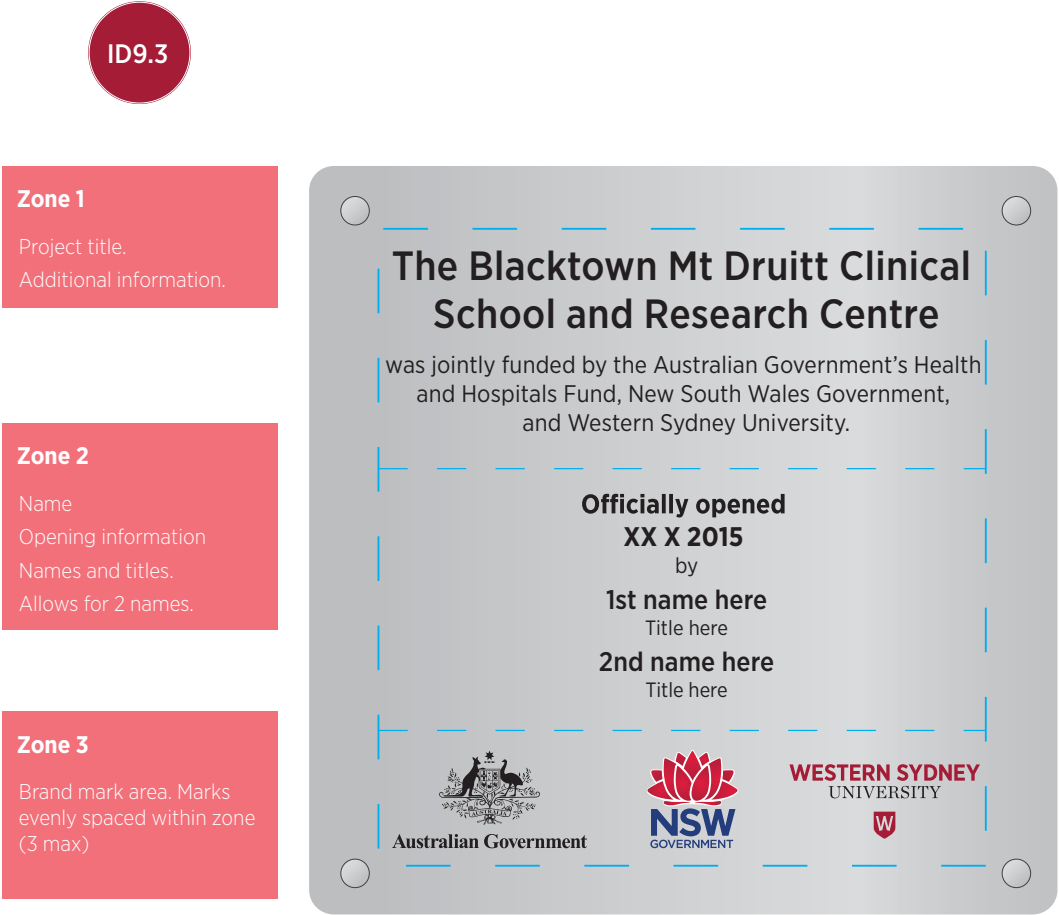 ID9.3
Zone 1
Project title.
Additional information.
Zone 2
Name
Opening information
Names and titles.
Allows for 2 names.
Zone 3
Brand mark area. Marks
evenly spaced within zone
(3 max)
The Blacktown Mt Druitt Clinical
School and Research Centre
was jointly funded by the Australian Government’s Health
and Hospitals Fund, New South Wales Government,
and Western Sydney University.
Officially opened
XX X 2015
by
1st name here
Title here
2nd name here
Title here
AUSTRALIA
Australian Government
NSW
GOVERNMENT
WESTERN SYDNEY
UNIVERSITY
W